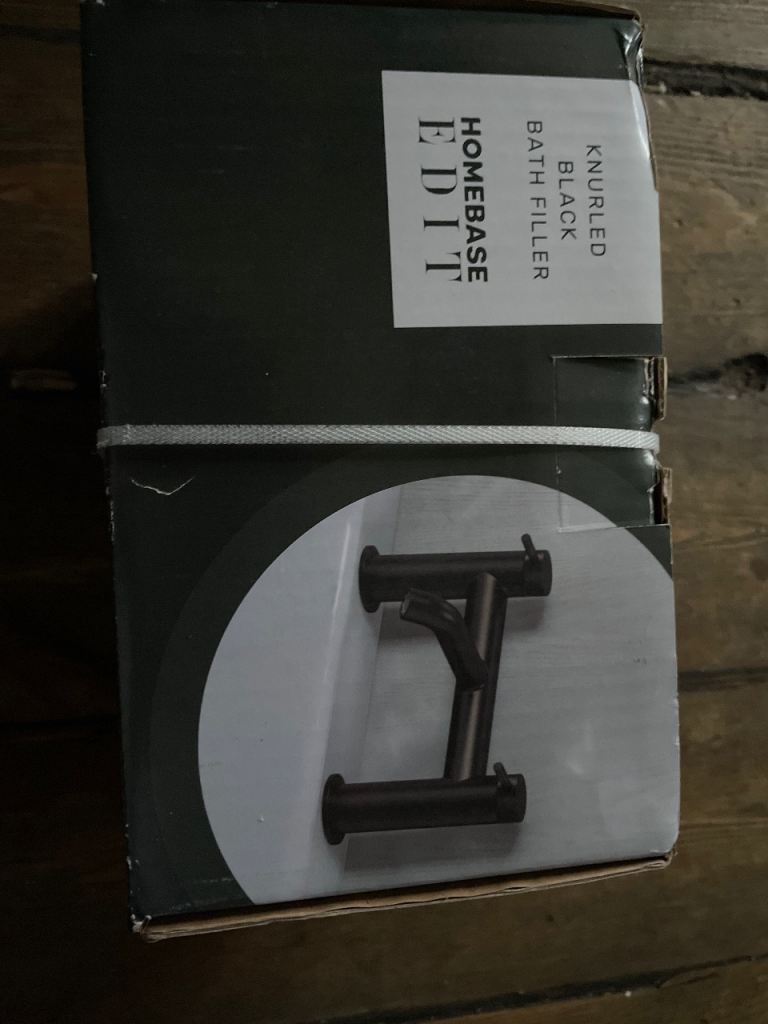 KNURLED
BLACK
BATH FILLER
HOMEBASE
EDIT